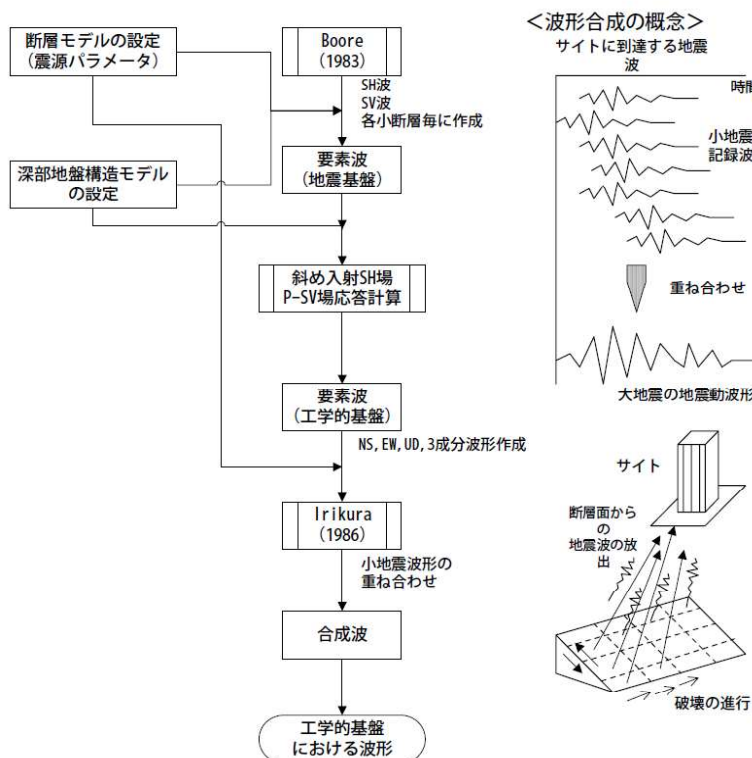 断層モデルの設定
(震源パラメータ)
Boore
(1983)
SH波
SV波
各小断層毎に作成
要素波
(地震基盤)
深部地盤構造モデル
の設定
斜め入射SH場
P-SV場応答計算
要素波
(工学的基盤)
NS,EW,UD,3成分波形作成
Irikura
(1986)
小地震波形の
重ね合わせ
合成波
工学的基盤
における波形
<波形合成の概念>
サイトに到達する地震
波
時間
小地震
記録波
重ね合わせ
大地震の地震動波形
サイト
断層面から
の
地震波の放
出
破壊の進行